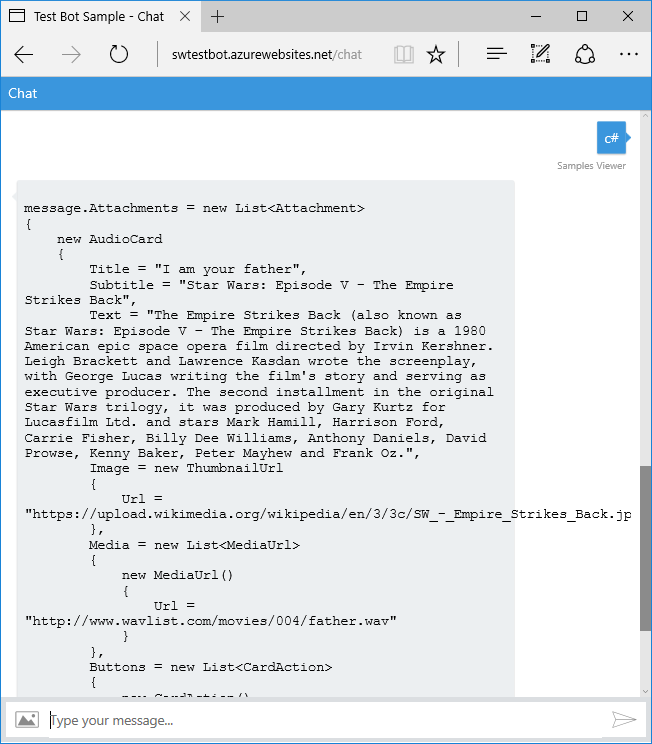 Test Bot Sample - Chat
swtestbot.azurewebsites.net/chat
Chat
c#
Samples Viewer
message.Attachments = new List<Attachment>
{
new AudioCard
{
Title = "I am your father",
Subtitle = "Star Wars: Episode V - The Empire
Strikes Back",
Text = "The Empire Strikes Back (also known as
Star Wars: Episode V – The Empire Strikes Back) is a 1980
American epic space opera film directed by Irvin Kershner.
Leigh Brackett and Lawrence Kasdan wrote the screenplay,
with George Lucas writing the film's story and serving as
executive producer. The second installment in the original
Star Wars trilogy, it was produced by Gary Kurtz for
Lucasfilm Ltd. and stars Mark Hamill, Harrison Ford,
Carrie Fisher, Billy Dee Williams, Anthony Daniels, David
Prowse, Kenny Baker, Peter Mayhew and Frank Oz.",
Image = new ThumbnailUrl
{
Url =
"https://upload.wikimedia.org/wikipedia/en/3/3c/SW_-_Empire_Strikes_Back.jp
},
Media = new List<MediaUrl>
{
new MediaUrl()
{
Url =
"http://www.wavlist.com/movies/004/father.wav"
}
},
Buttons = new List<CardAction>
{
new CardAction()
Type your message...